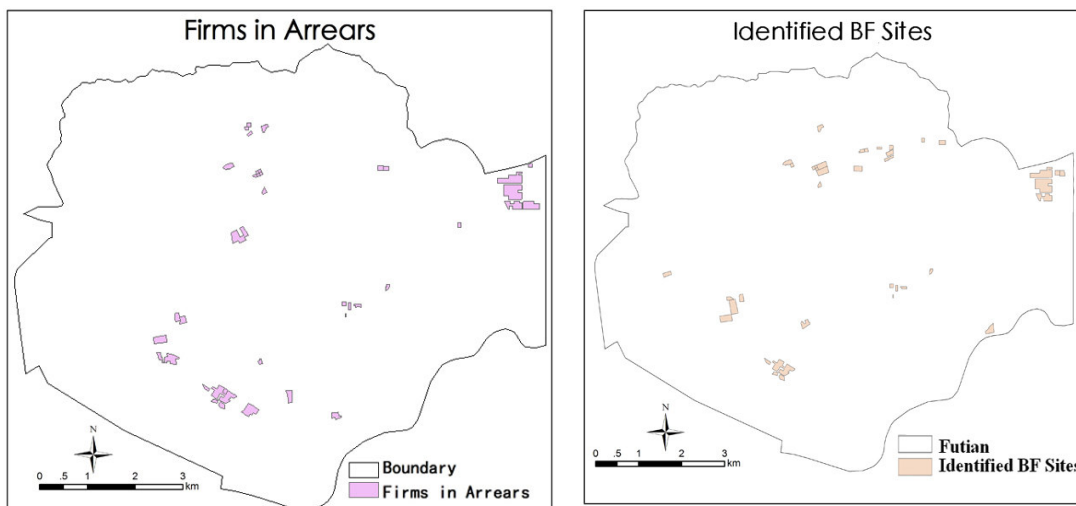 Firms in Arrears
N
0 .5 1 2 3
km
Boundary
Firms in Arrears
Identified BF Sites
N
0 0.5 1 2 3
km
Futian
Identified BF Sites